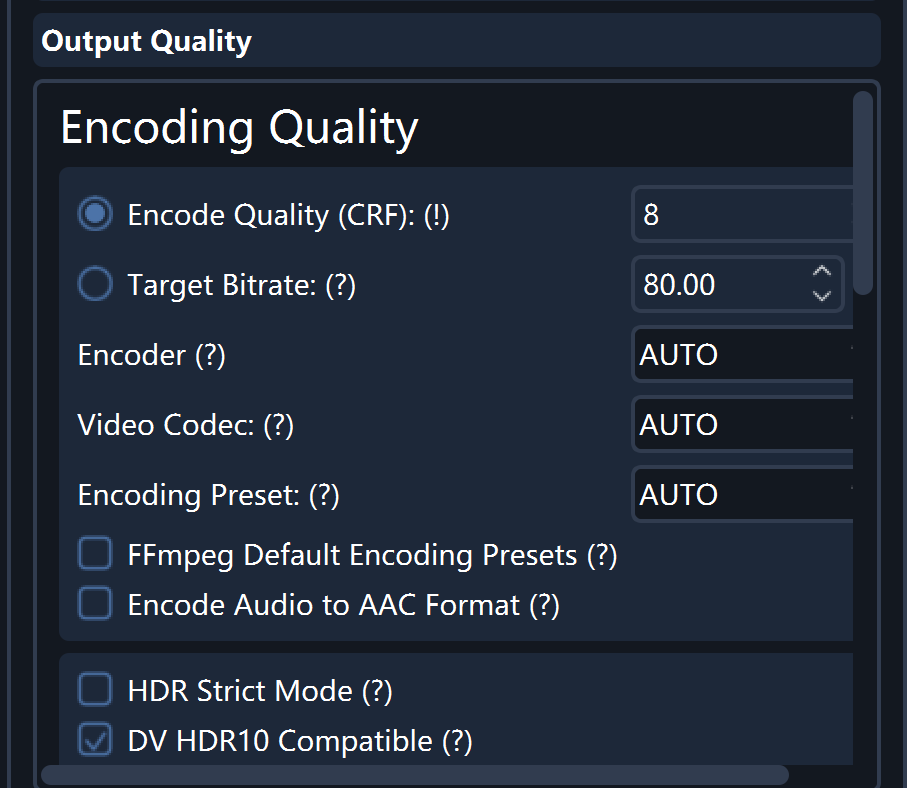 Output Quality
Encoding Quality
Encode Quality (CRF): (!) 8
Target Bitrate: (?) 80.00
Encoder (?) AUTO
Video Codec: (?) AUTO
Encoding Preset: (?) AUTO
FFmpeg Default Encoding Presets (?)
Encode Audio to AAC Format (?)
HDR Strict Mode (?)
DV HDR10 Compatible (?)